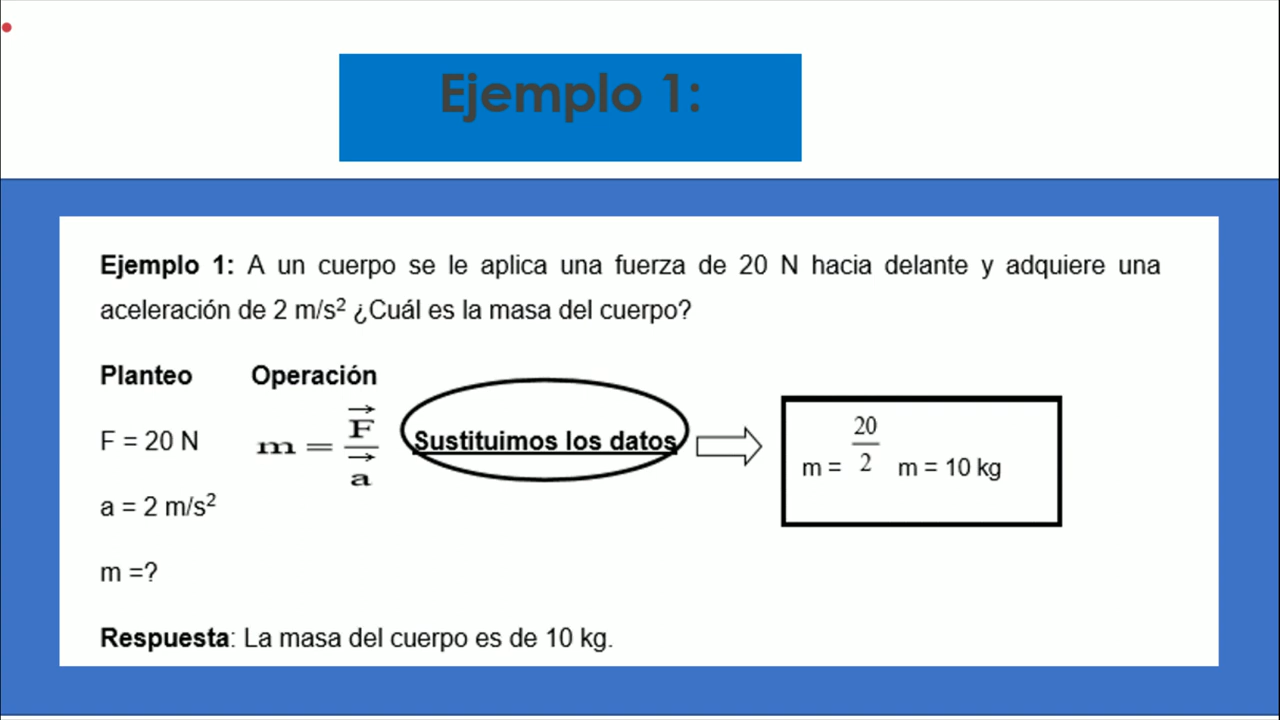 Ejemplo 1:
Ejemplo 1: A un cuerpo se le aplica una fuerza de 20 N hacia delante y adquiere una
aceleración de 2 m/s² ¿Cuál es la masa del cuerpo?
Planteo Operación
F = 20 N m = F/a Sustituimos los datos m = 20/2 m = 10 kg
a = 2 m/s²
m =?
Respuesta: La masa del cuerpo es de 10 kg.